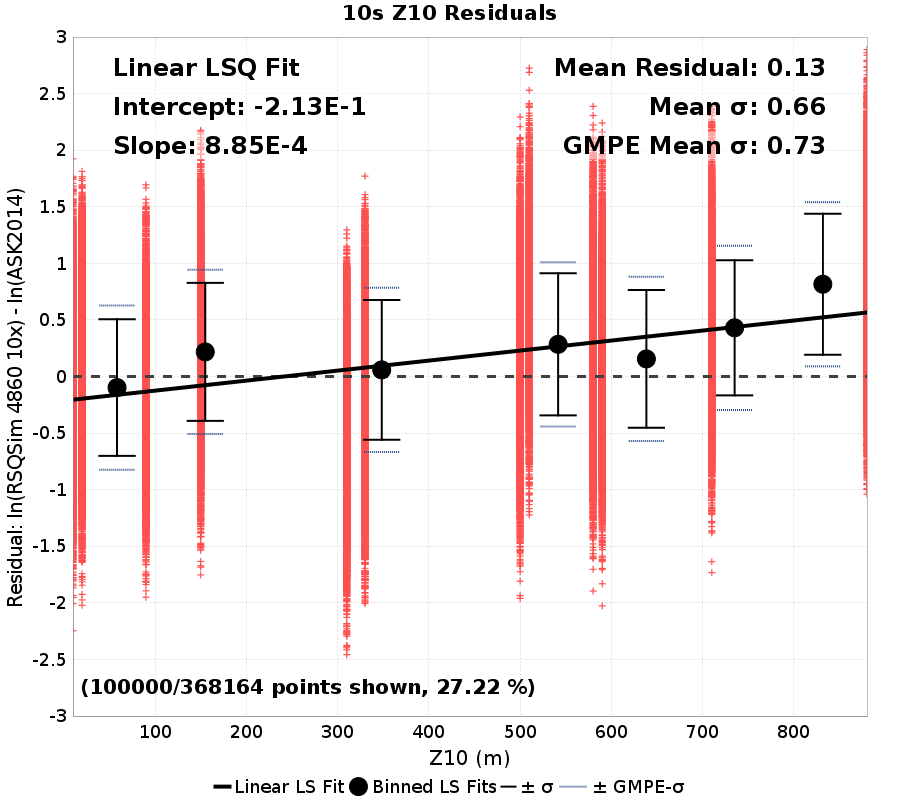 10s Z10 Residuals
Linear LSQ Fit
Intercept: -2.13E-1
Slope: 8.85E-4
Mean Residual: 0.13
Mean σ: 0.66
GMPE Mean σ: 0.73
3
2.5
2
1.5
1
0.5
0
-0.5
-1
-1.5
-2
-2.5
-3
Residual: ln(RSQSim 4860 10x) - ln(ASK2014)
(100000/368164 points shown, 27.22 %)
100 200 300 400 500 600 700 800
Z10 (m)
Linear LS Fit Binned LS Fits ± σ ± GMPE-σ